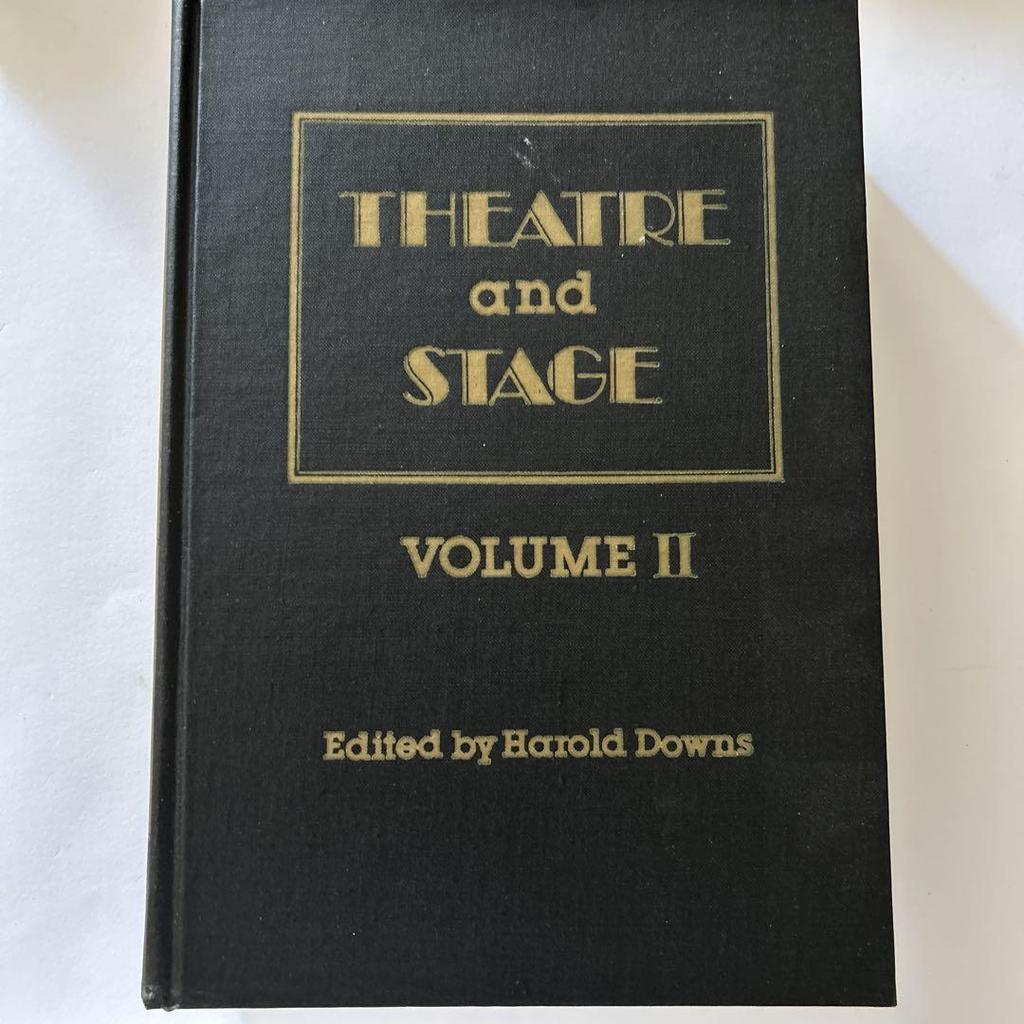 THEATRE
and
STAGE
VOLUME II
Edited by Harold Downs